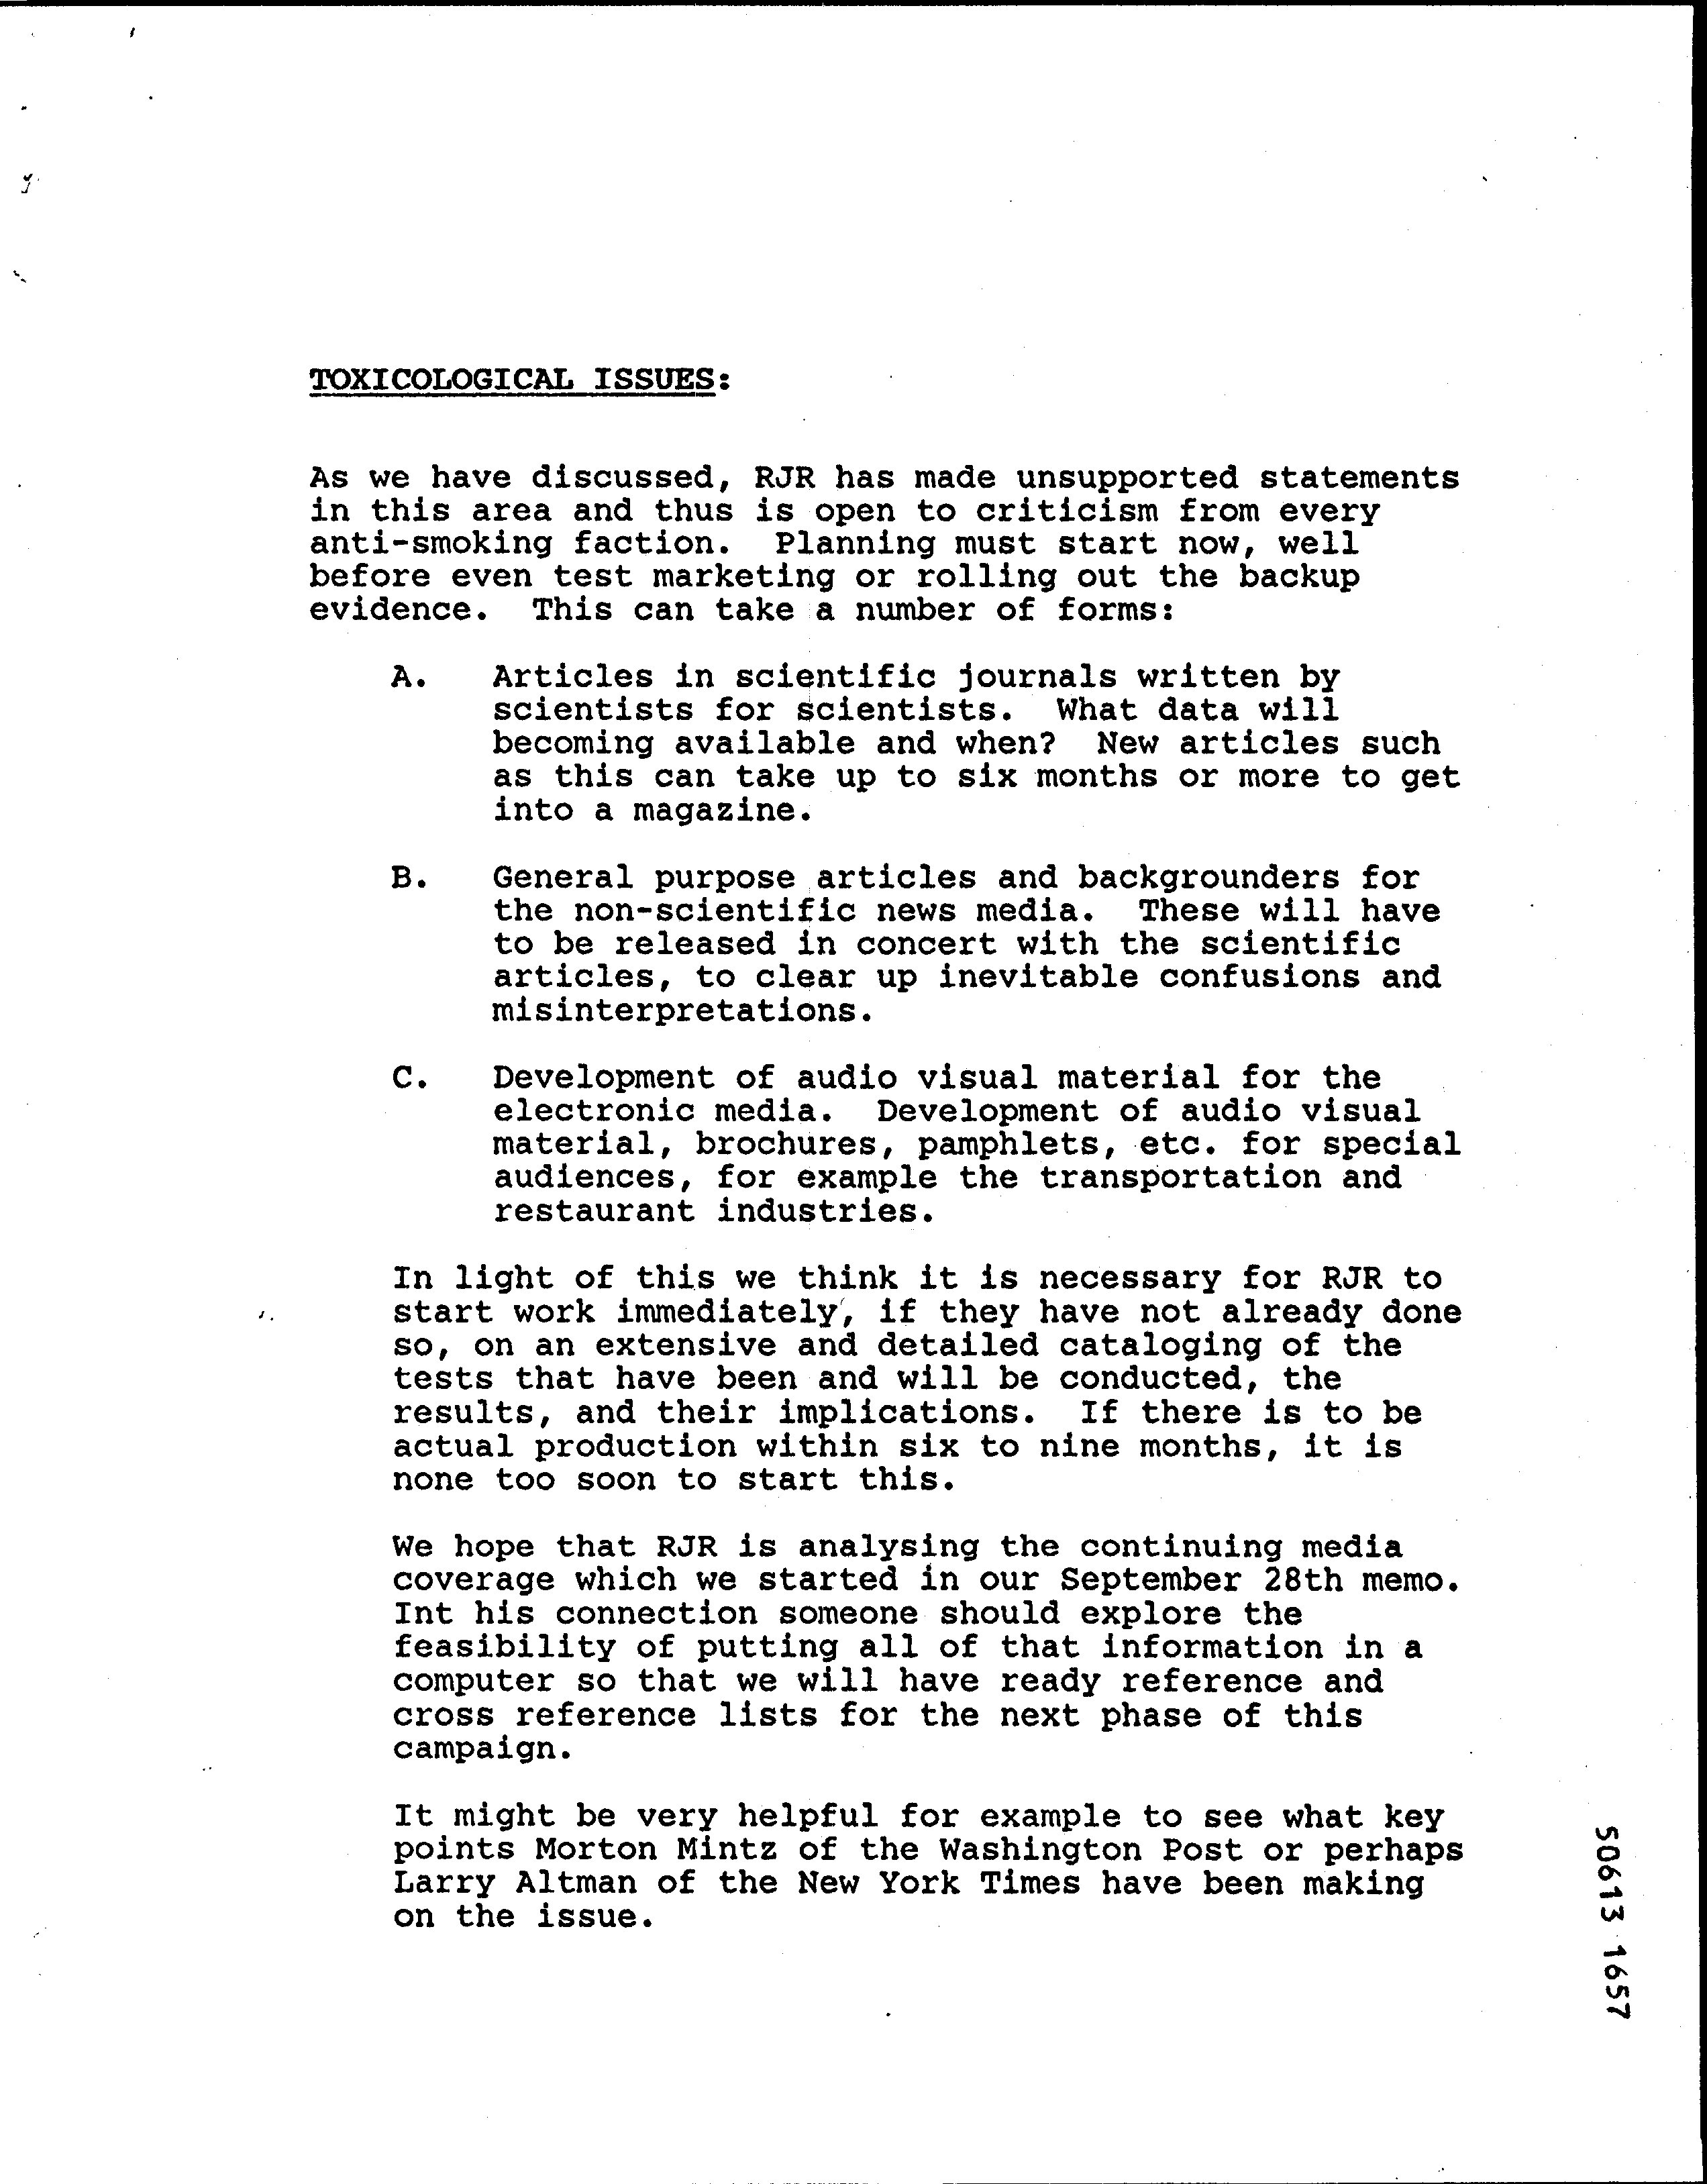 TOXICOLOGICAL ISSUES:
As we have discussed, RJR has made unsupported statements
in this area and thus is open to criticism from every
anti-smoking faction. Planning must start now, well
before even test marketing or rolling out the backup
evidence. This can take a number of forms:
A. Articles in scientific journals written by
scientists for scientists. What data will
becoming available and when? New articles such
as this can take up to six months or more to get
into a magazine.
B. General purpose articles and backgrounders for
the non-scientific news media. These will have
to be released in concert with the scientific
articles, to clear up inevitable confusions and
misinterpretations.
C. Development of audio visual material for the
electronic media. Development of audio visual
material, brochures, pamphlets, etc. for special
audiences, for example the transportation and
restaurant industries.
In light of this we think it is necessary for RJR to
start work immediately, if they have not already done
so, on an extensive and detailed cataloging of the
tests that have been and will be conducted, the
results, and their implications. If there is to be
actual production within six to nine months, it is
none too soon to start this.
We hope that RJR is analysing the continuing media
coverage which we started in our September 28th memo.
Int his connection someone should explore the
feasibility of putting all of that information in a
computer so that we will have ready reference and
cross reference lists for the next phase of this
campaign.
It might be very helpful for example to see what key
points Morton Mintz of the Washington Post or perhaps
Larry Altman of the New York Times have been making
on the issue.
50613 1657